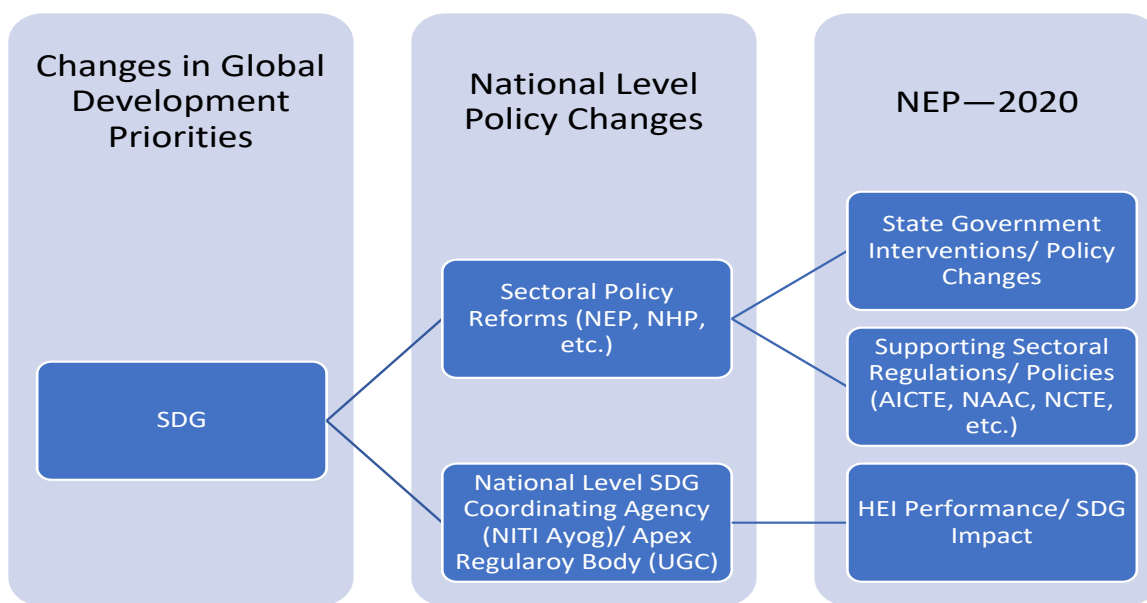 Changes in Global
Development
Priorities
SDG
National Level
Policy Changes
Sectoral Policy
Reforms (NEP, NHP,
etc.)
National Level SDG
Coordinating Agency
(NITI Ayog)/ Apex
Regularoy Body (UGC)
NEP—2020
State Government
Interventions/ Policy
Changes
Supporting Sectoral
Regulations/ Policies
(AICTE, NAAC, NCTE,
etc.)
HEI Performance/ SDG
Impact